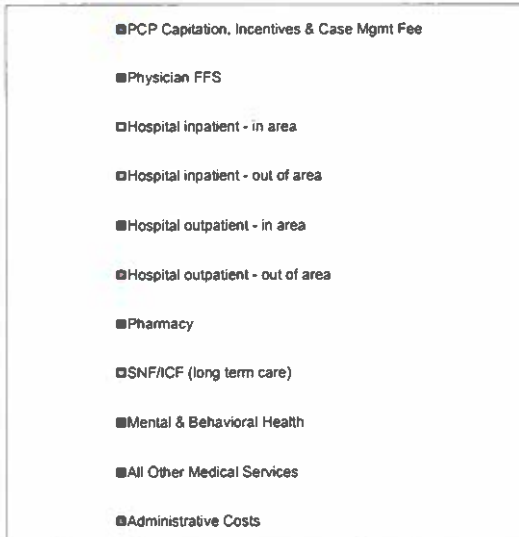 PCP Capitation, Incentives & Case Mgmt Fee
Physician FFS
Hospital inpatient - in area
Hospital inpatient - out of area
Hospital outpatient - in area
Hospital outpatient - out of area
Pharmacy
SNF/ICF (long term care)
Mental & Behavioral Health
All Other Medical Services
Administrative Costs